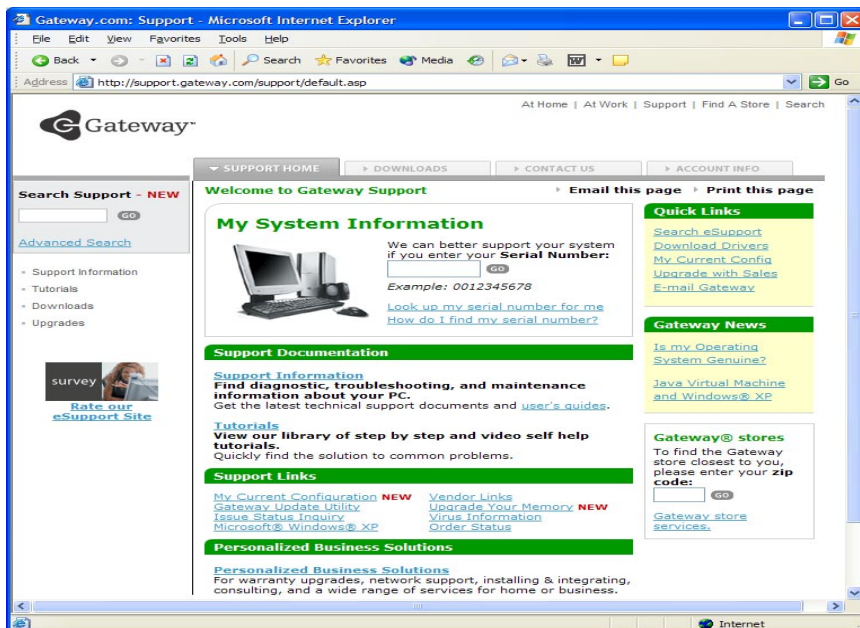 Gateway.com: Support - Microsoft Internet Explorer
File Edit View Favorites Tools Help
Back Search Favorites Media
Address http://support.gateway.com/support/default.asp Go
At Home | At Work | Support | Find A Store | Search
Gateway™
SUPPORT HOME DOWNLOADS CONTACT US ACCOUNT INFO
Search Support - NEW
GO
Advanced Search
Support Information
Tutorials
Downloads
Upgrades
survey
Rate our
eSupport Site
Welcome to Gateway Support
Email this page Print this page
My System Information
We can better support your system
if you enter your Serial Number:
GO
Example: 0012345678
Look up my serial number for me
How do I find my serial number?
Support Documentation
Support Information
Find diagnostic, troubleshooting, and maintenance
information about your PC.
Get the latest technical support documents and user's guides.
Tutorials
View our library of step by step and video self help
tutorials.
Quickly find the solution to common problems.
Support Links
My Current Configuration NEW Vendor Links
Gateway Update Utility Upgrade Your Memory NEW
Issue Status Inquiry Virus Information
Microsoft® Windows® XP Order Status
Personalized Business Solutions
Personalized Business Solutions
For warranty upgrades, network support, installing & integrating,
consulting, and a wide range of services for home or business.
Quick Links
Search eSupport
Download Drivers
My Current Config
Upgrade with Sales
E-mail Gateway
Gateway News
Is my Operating
System Genuine?
Java Virtual Machine
and Windows® XP
Gateway® stores
To find the Gateway
store closest to you,
please enter your zip
code:
GO
Gateway store
services.
Internet